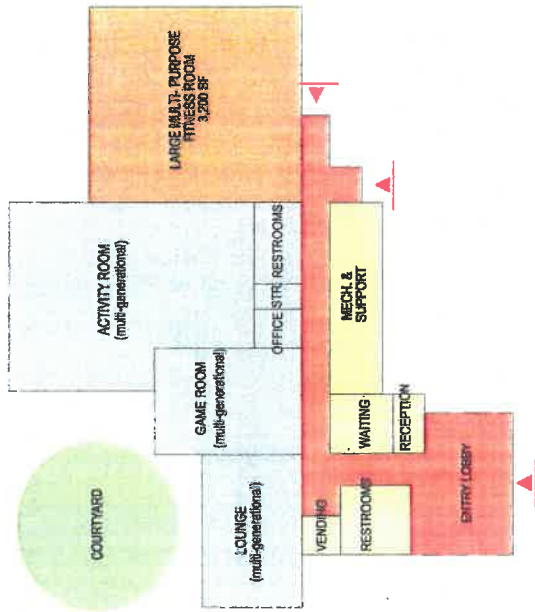 COURTYARD
ACTIVITY ROOM
(multi-generational)
LARGE MULTI- PURPOSE
FITNESS ROOM
3,200 SF
GAME ROOM
(multi-generational)
LOUNGE
(multi-generational)
OFFICE
STR.
RESTROOMS
VENDING
RESTROOMS
WAITING
RECEPTION
MECH. &
SUPPORT
ENTRY LOBBY